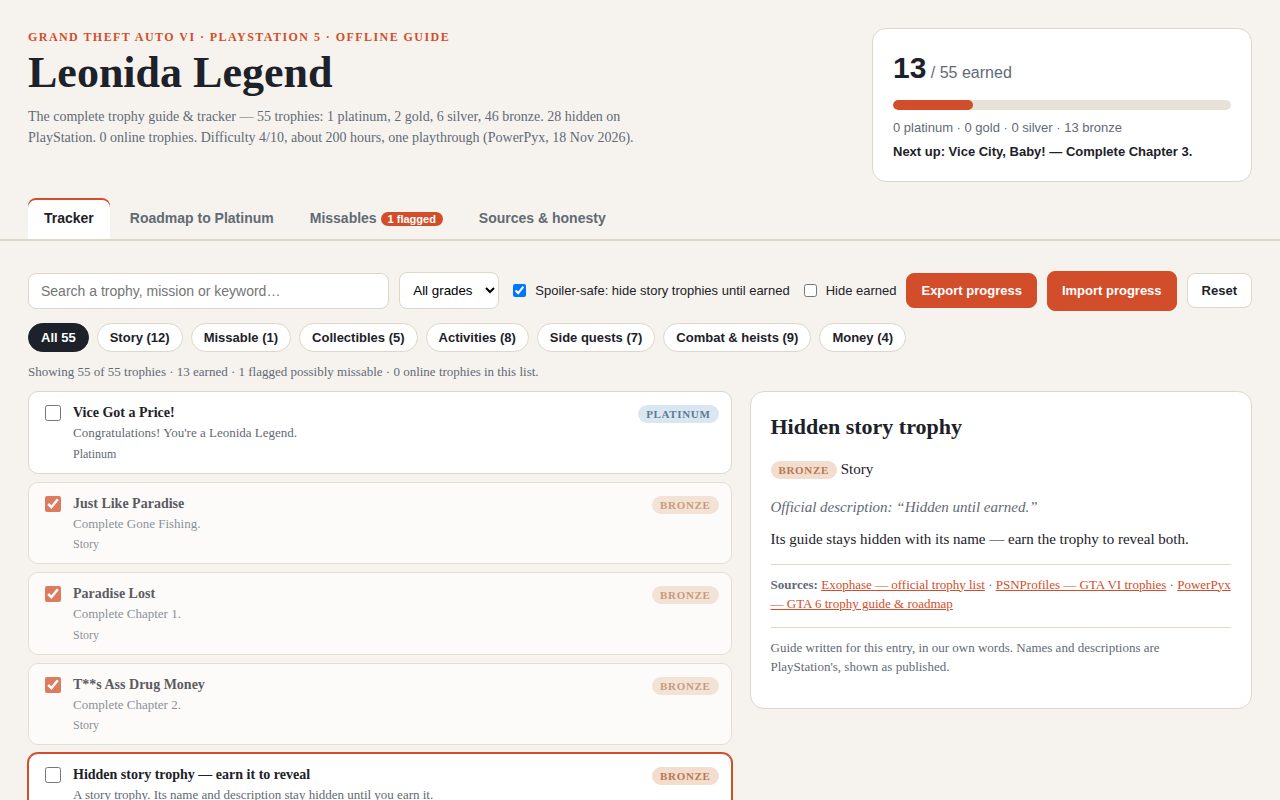 GRAND THEFT AUTO VI · PLAYSTATION 5 · OFFLINE GUIDE
Leonida Legend
The complete trophy guide & tracker — 55 trophies: 1 platinum, 2 gold, 6 silver, 46 bronze. 28 hidden on
PlayStation. 0 online trophies. Difficulty 4/10, about 200 hours, one playthrough (PowerPyx, 18 Nov 2026).
13 / 55 earned
0 platinum · 0 gold · 0 silver · 13 bronze
Next up: Vice City, Baby! — Complete Chapter 3.
Tracker
Roadmap to Platinum
Missables 1 flagged
Sources & honesty
Search a trophy, mission or keyword…
All grades
Spoiler-safe: hide story trophies until earned
Hide earned
Export progress
Import progress
Reset
All 55
Story (12)
Missable (1)
Collectibles (5)
Activities (8)
Side quests (7)
Combat & heists (9)
Money (4)
Showing 55 of 55 trophies · 13 earned · 1 flagged possibly missable · 0 online trophies in this list.
Vice Got a Price!
PLATINUM
Congratulations! You're a Leonida Legend.
Platinum
Just Like Paradise
BRONZE
Complete Gone Fishing.
Story
Paradise Lost
BRONZE
Complete Chapter 1.
Story
T**s Ass Drug Money
BRONZE
Complete Chapter 2.
Story
Hidden story trophy — earn it to reveal
BRONZE
A story trophy. Its name and description stay hidden until you earn it.
Hidden story trophy
BRONZE Story
Official description: “Hidden until earned.”
Its guide stays hidden with its name — earn the trophy to reveal both.
Sources: Exophase — official trophy list · PSNProfiles — GTA VI trophies · PowerPyx
— GTA 6 trophy guide & roadmap
Guide written for this entry, in our own words. Names and descriptions are
PlayStation's, shown as published.